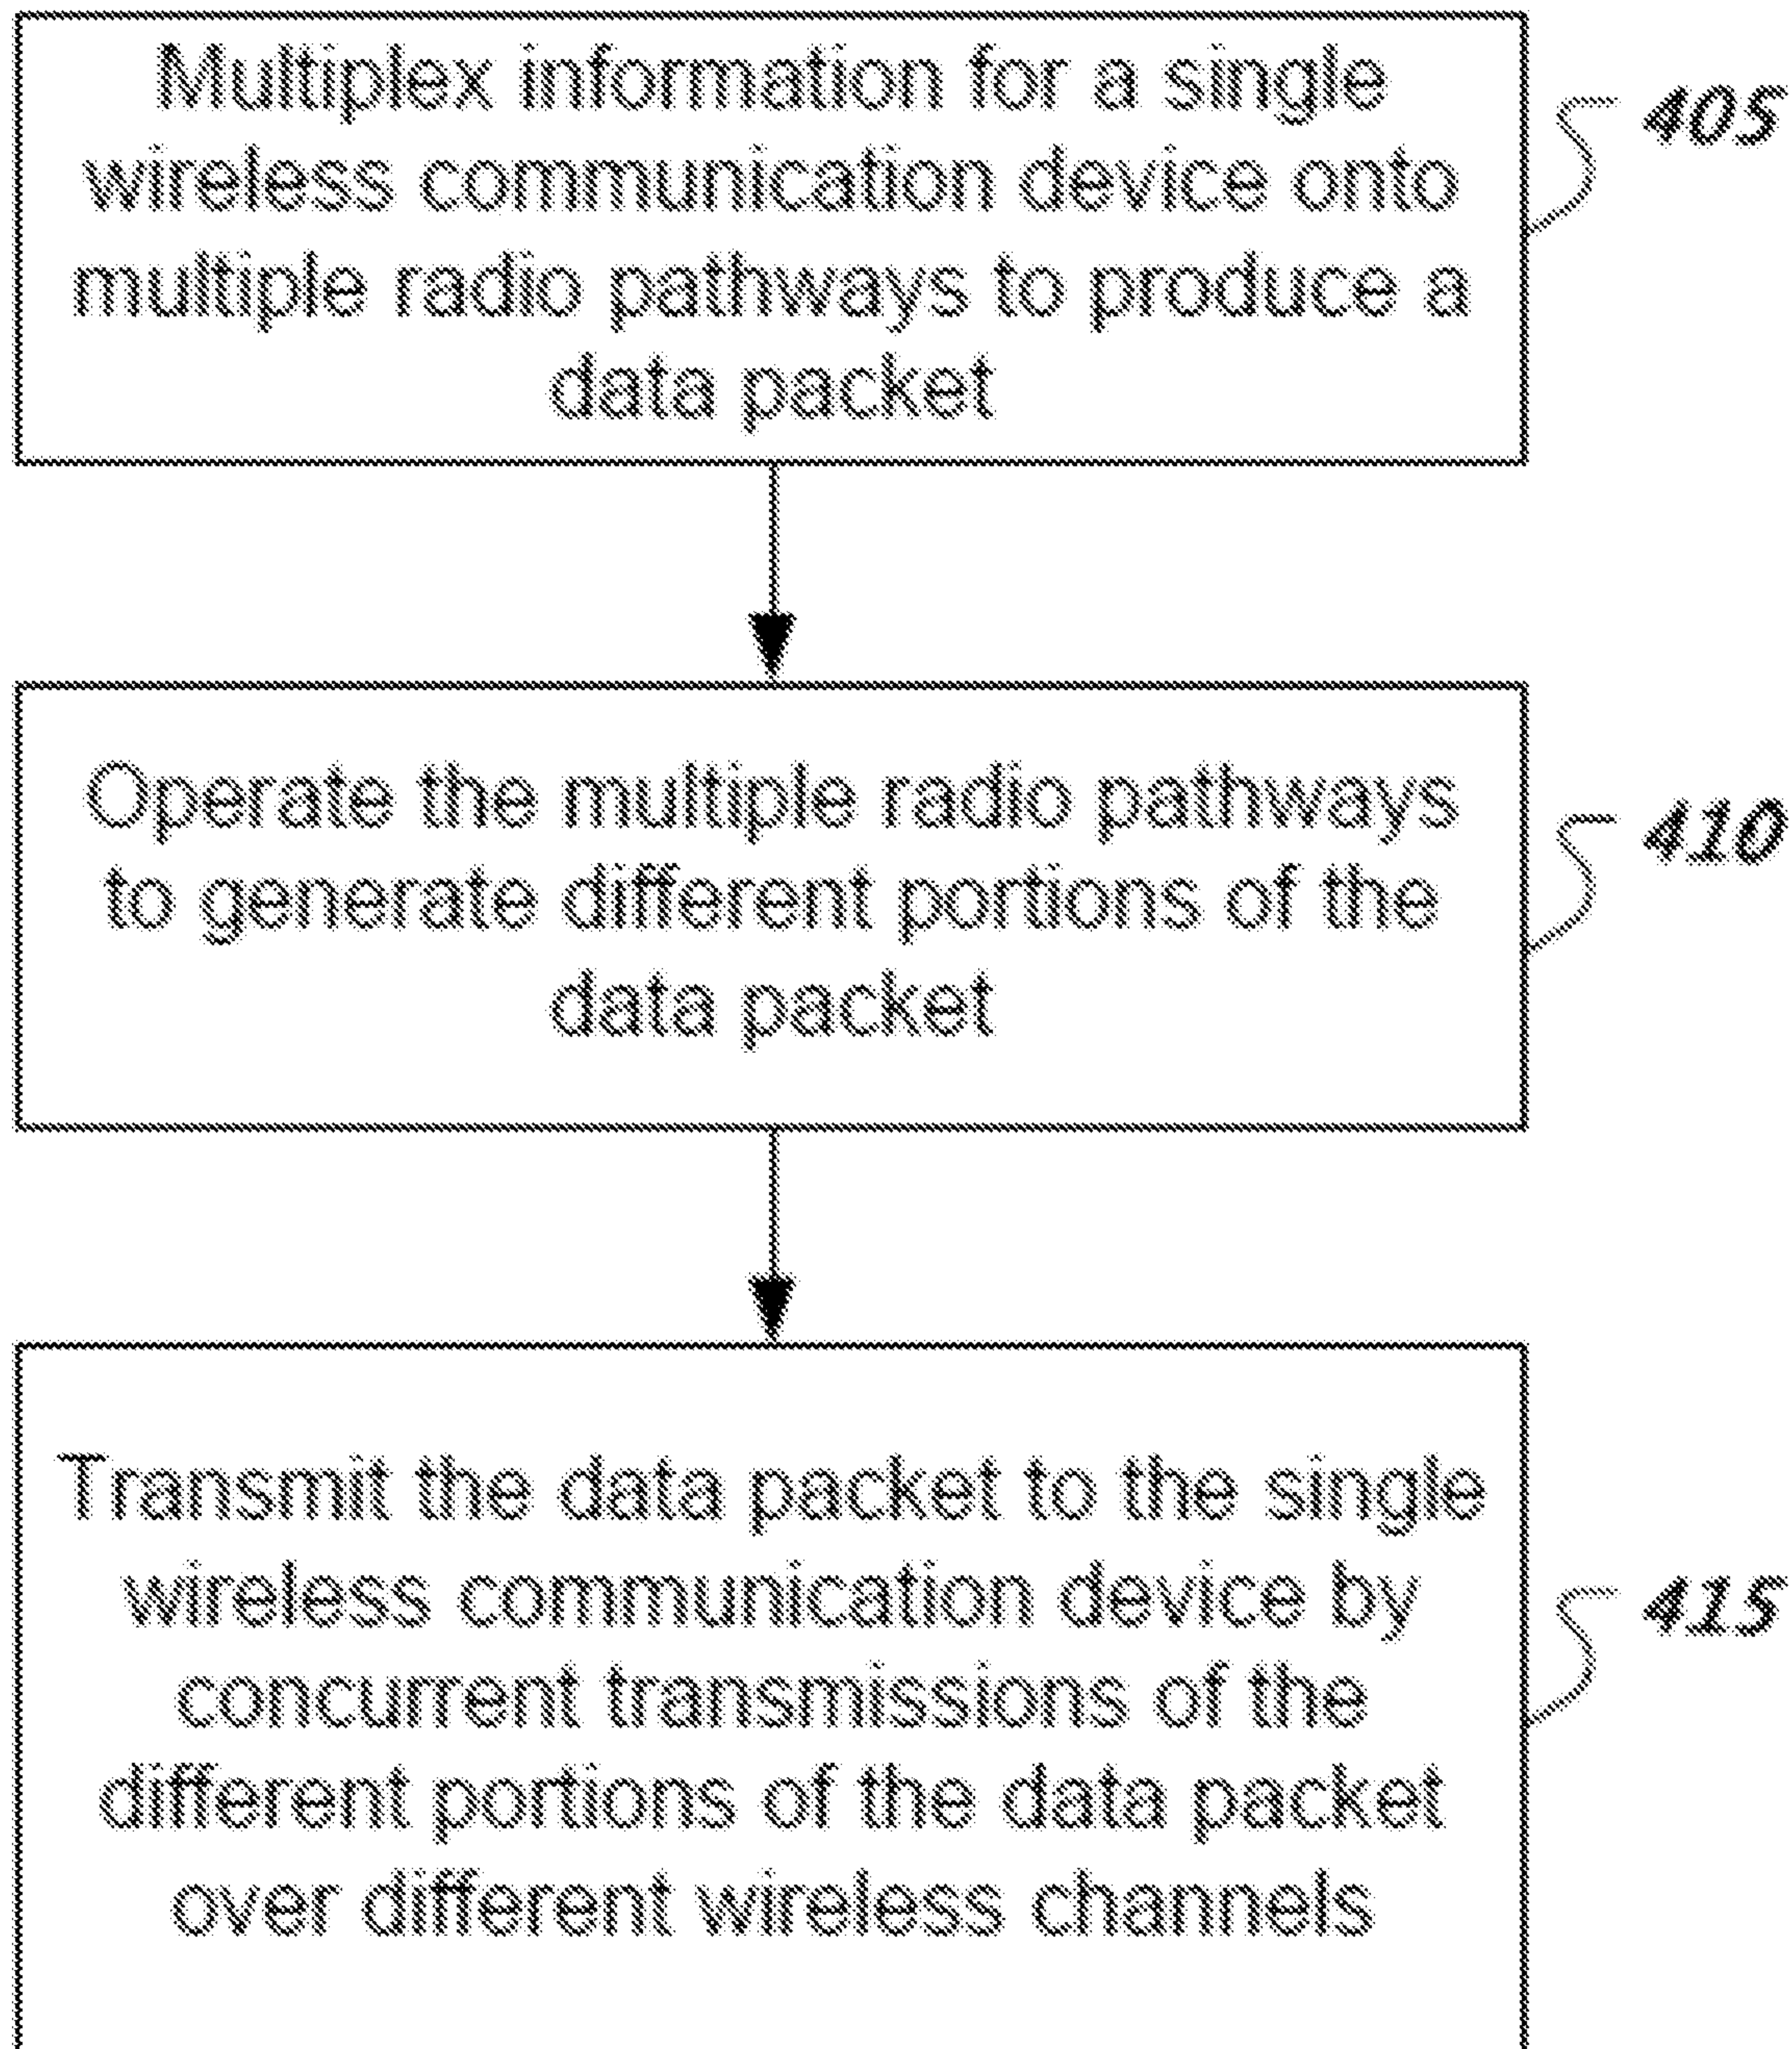 Multiplex information for a single
wireless communication device onto
multiple radio pathways to produce a
data packet
405
Operate the multiple radio pathways
to generate different portions of the
data packet
410
Transmit the data packet to the single
wireless communication device by
concurrent transmissions of the
different portions of the data packet
over different wireless channels
415